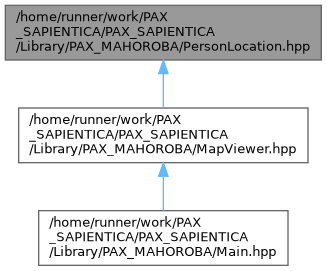 /home/runner/work/PAX
_SAPIENTICA/PAX_SAPIENTICA
/Library/PAX_MAHOROBA/PersonLocation.hpp
/home/runner/work/PAX
_SAPIENTICA/PAX_SAPIENTICA
/Library/PAX_MAHOROBA/MapViewer.hpp
/home/runner/work/PAX
_SAPIENTICA/PAX_SAPIENTICA
/Library/PAX_MAHOROBA/Main.hpp